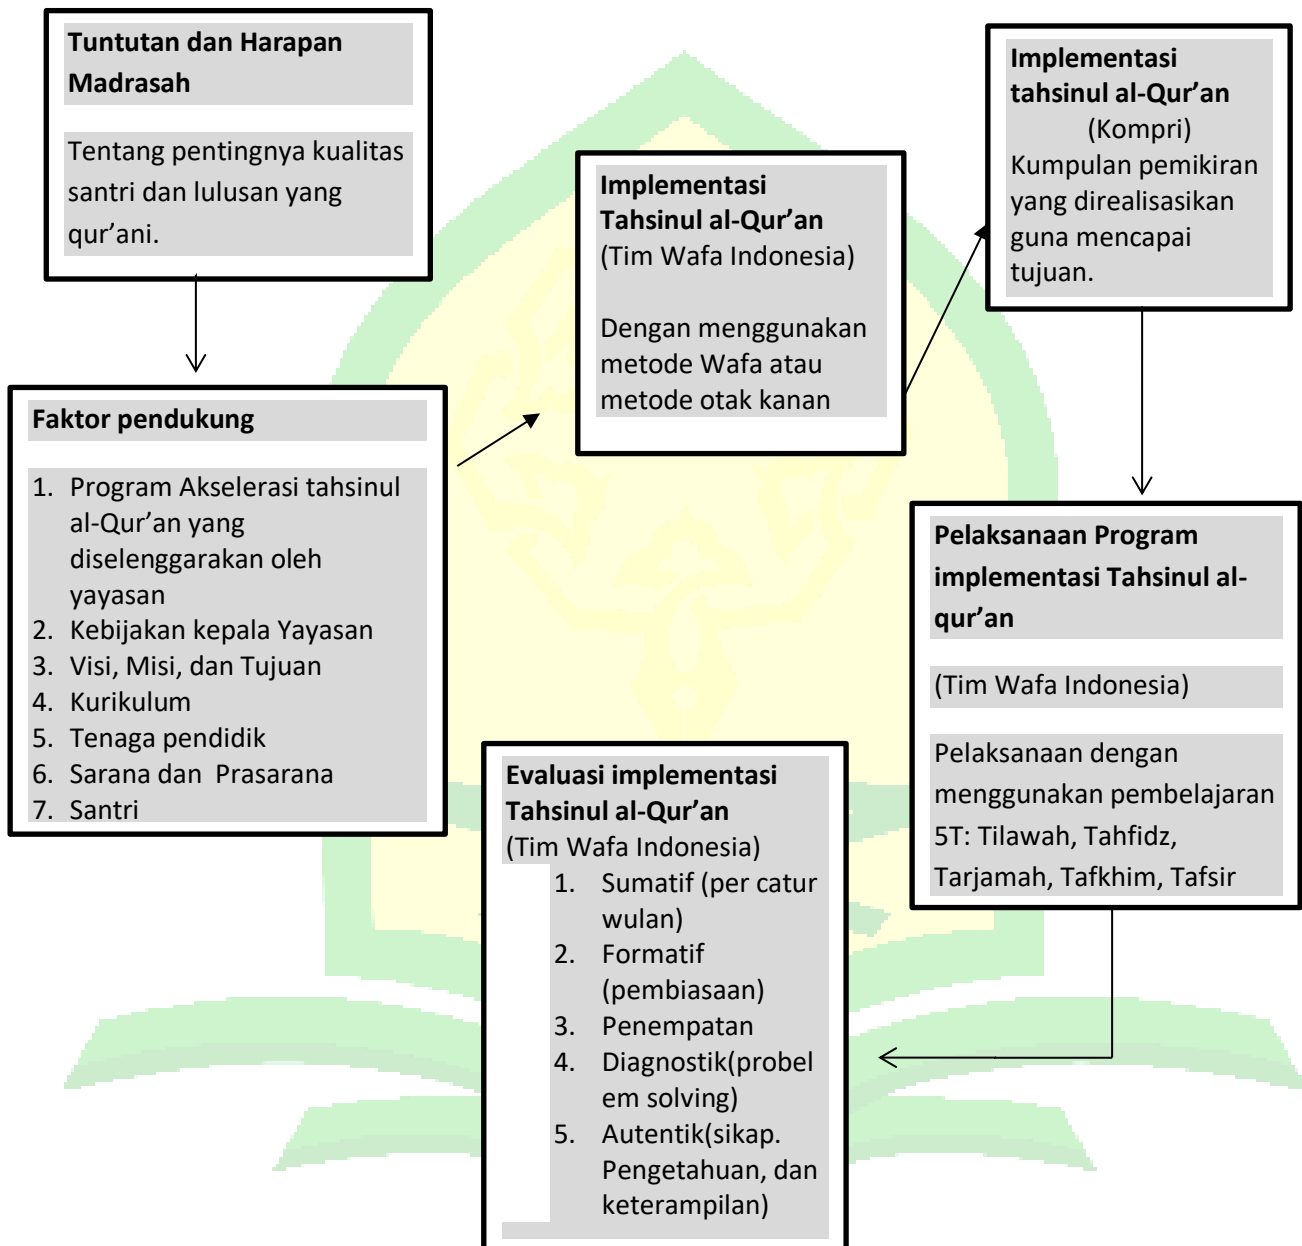 Tuntutan dan Harapan
Madrasah
Tentang pentingnya kualitas
santri dan lulusan yang
qur’ani.
Faktor pendukung
1. Program Akselerasi tahsinul
al-Qur’an yang
diselenggarakan oleh
yayasan
2. Kebijakan kepala Yayasan
3. Visi, Misi, dan Tujuan
4. Kurikulum
5. Tenaga pendidik
6. Sarana dan Prasarana
7. Santri
Implementasi
Tahsinul al-Qur’an
(Tim Wafa Indonesia)
Dengan menggunakan
metode Wafa atau
metode otak kanan
Implementasi
tahsinul al-Qur’an
(Kompri)
Kumpulan pemikiran
yang direalisasikan
guna mencapai
tujuan.
Pelaksanaan Program
implementasi Tahsinul al-
qur’an
(Tim Wafa Indonesia)
Pelaksanaan dengan
menggunakan pembelajaran
5T: Tilawah, Tahfidz,
Tarjamah, Tafkhim, Tafsir
Evaluasi implementasi
Tahsinul al-Qur’an
(Tim Wafa Indonesia)
1. Sumatif (per catur
wulan)
2. Formatif
(pembiasaan)
3. Penempatan
4. Diagnostik(probel
em solving)
5. Autentik(sikap.
Pengetahuan, dan
keterampilan)